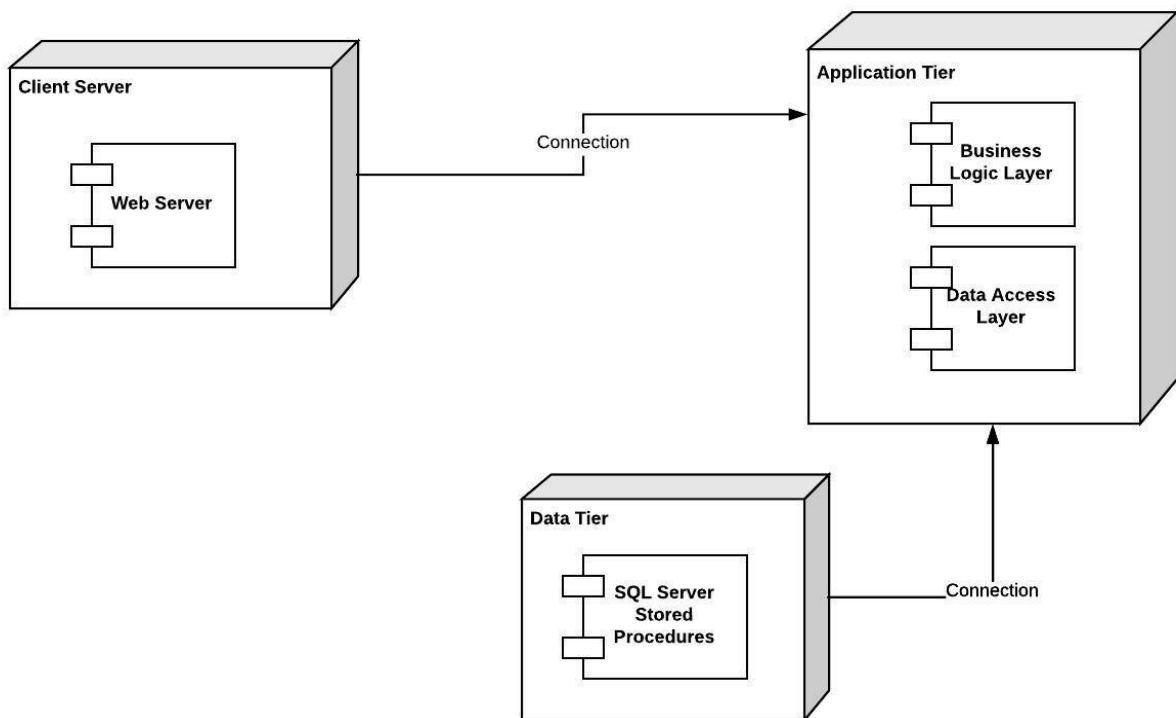 Client Server
Web Server
Connection
Application Tier
Business
Logic Layer
Data Access
Layer
Data Tier
SQL Server
Stored
Procedures
Connection